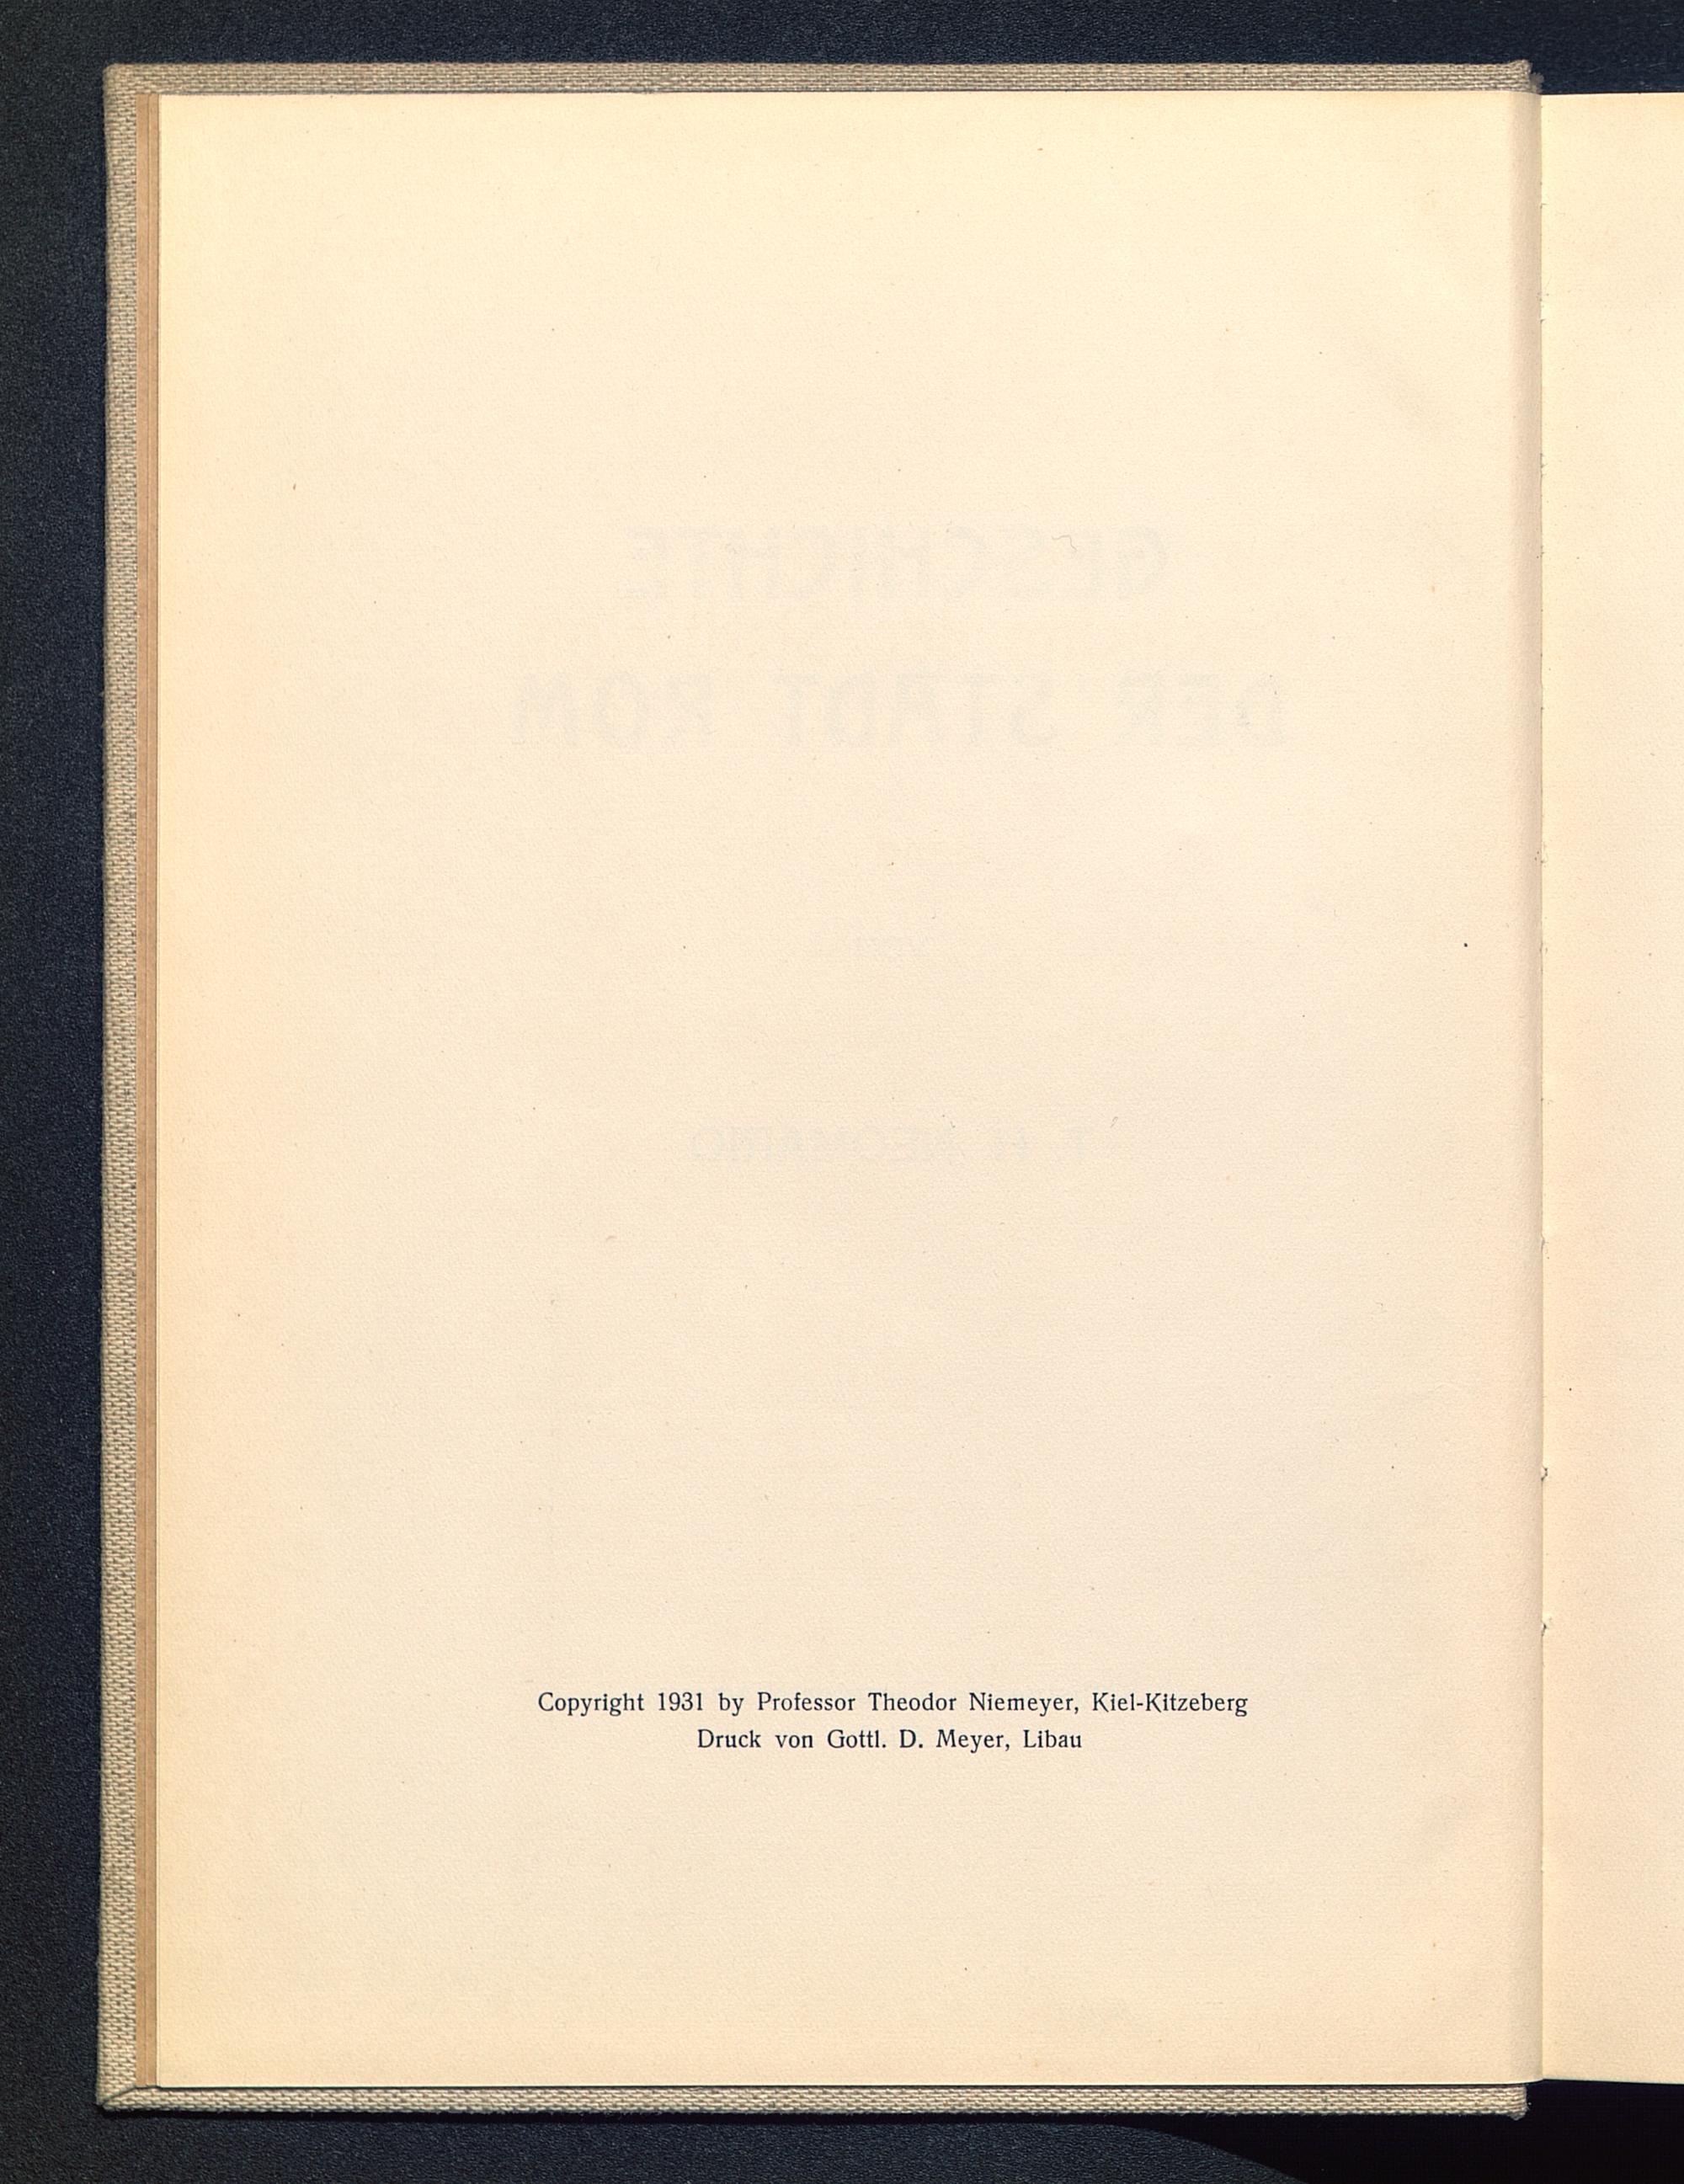 Copyright 1931 by Professor Theodor Niemeyer, Kiel-Kitzeberg
Druck von Gottl. D. Meyer, Libau